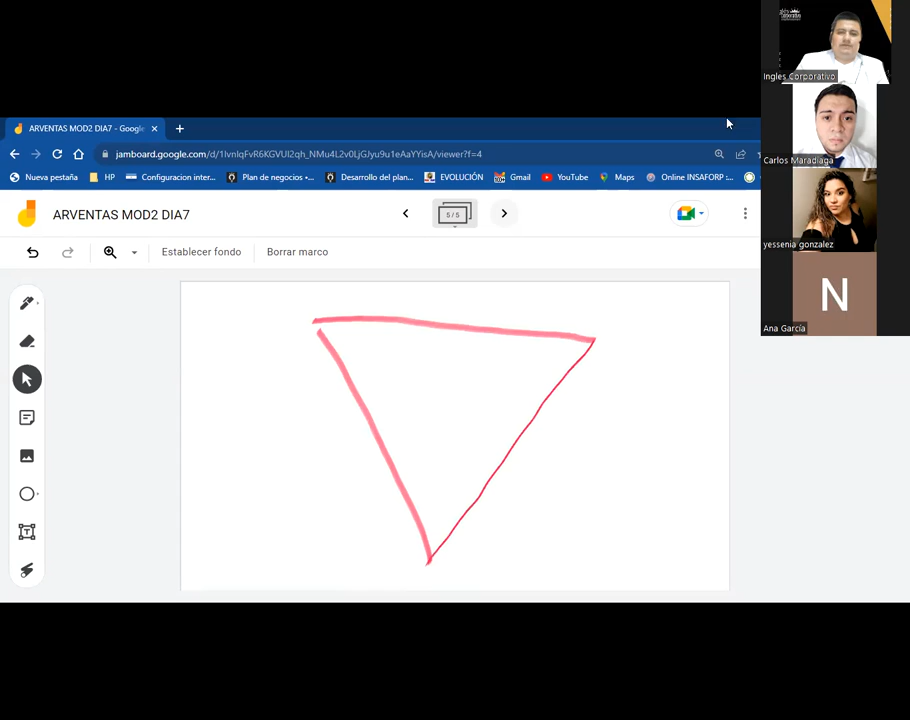 Ingles Corporativo
Carlos Maradiaga
yessenia gonzalez
N
Ana García
ARVENTAS MOD2 DIA7 - Google
jamboard.google.com/d/1IvnlqFvR6KGVUI2qh_NMu4L2v0LjGJyu9u1eAaYYisA/viewer?f=4
Nueva pestaña
HP
Configuracion inter...
Plan de negocios •...
Desarrollo del plan...
EVOLUCIÓN
Gmail
YouTube
Maps
Online INSAFORP :...
ARVENTAS MOD2 DIA7
5/5
Establecer fondo
Borrar marco